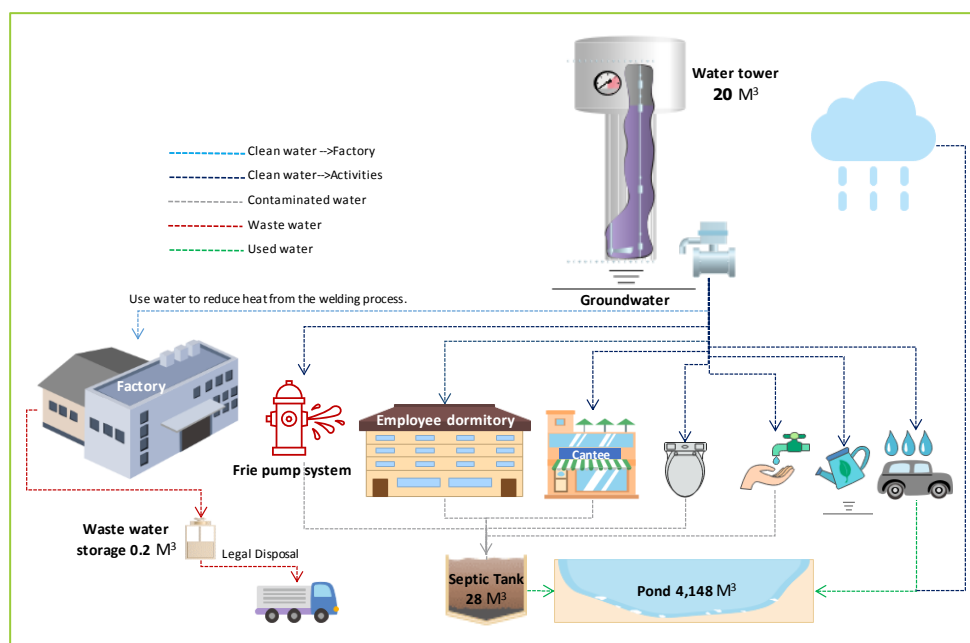 Water tower
20 M³
Clean water -->Factory
Clean water-->Activities
Contaminated water
Waste water
Used water
Groundwater
Use water to reduce heat from the welding process.
Factory
Frie pump system
Employee dormitory
Cantee
Waste water
storage 0.2 M³
Legal Disposal
Septic Tank
28 M³
Pond 4,148 M³